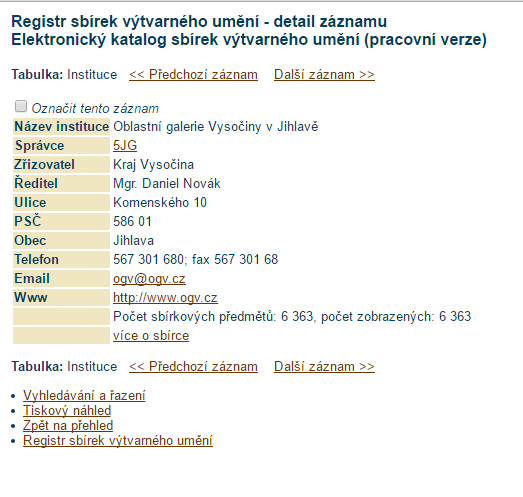 Registr sbírek výtvarného umění - detail záznamu
Elektronický katalog sbírek výtvarného umění (pracovní verze)
Tabulka: Instituce << Předchozí záznam Další záznam >>
Označit tento záznam
Název instituce Oblastní galerie Vysočiny v Jihlavě
Správce 5JG
Zřizovatel Kraj Vysočina
Ředitel Mgr. Daniel Novák
Ulice Komenského 10
PSČ 586 01
Obec Jihlava
Telefon 567 301 680; fax 567 301 68
Email ogv@ogv.cz
Www http://www.ogv.cz
Počet sbírkových předmětů: 6 363, počet zobrazených: 6 363
více o sbírce
Tabulka: Instituce << Předchozí záznam Další záznam >>
• Vyhledávání a řazení
• Tiskový náhled
• Zpět na přehled
• Registr sbírek výtvarného umění